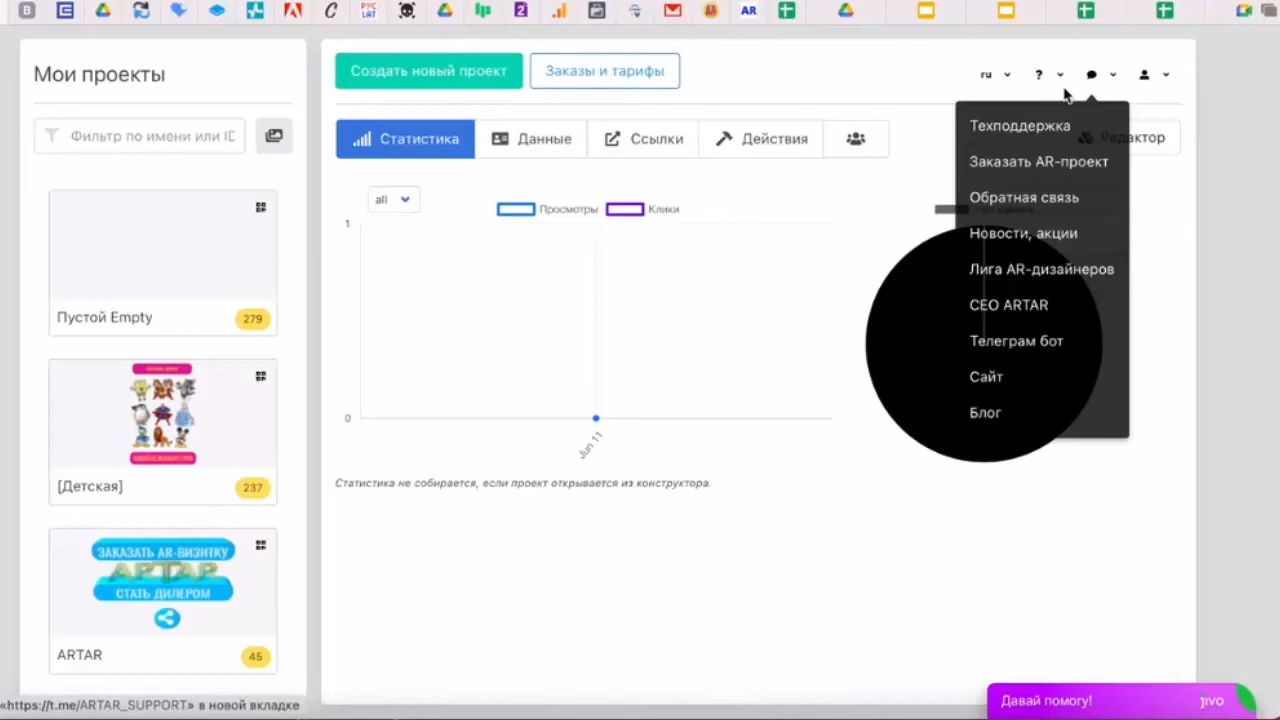 РУС
LAT
AR
Мои проекты
Создать новый проект
Заказы и тарифы
ru
?
Фильтр по имени или ID
Статистика
Данные
Ссылки
Действия
Редактор
Техподдержка
Заказать AR-проект
Обратная связь
Новости, акции
Лига AR-дизайнеров
CEO ARTAR
Телеграм бот
Сайт
Блог
all
Просмотры
Клики
1
0
Jun 11
Статистика не собирается, если проект открывается из конструктора.
Пустой Empty
279
[Детская]
237
ЗАКАЗАТЬ AR-ВИЗИТКУ
ARTAR
СТАТЬ ДИЛЕРОМ
ARTAR
45
«https://t.me/ARTAR_SUPPORT» в новой вкладке
Давай помогу!
jivo